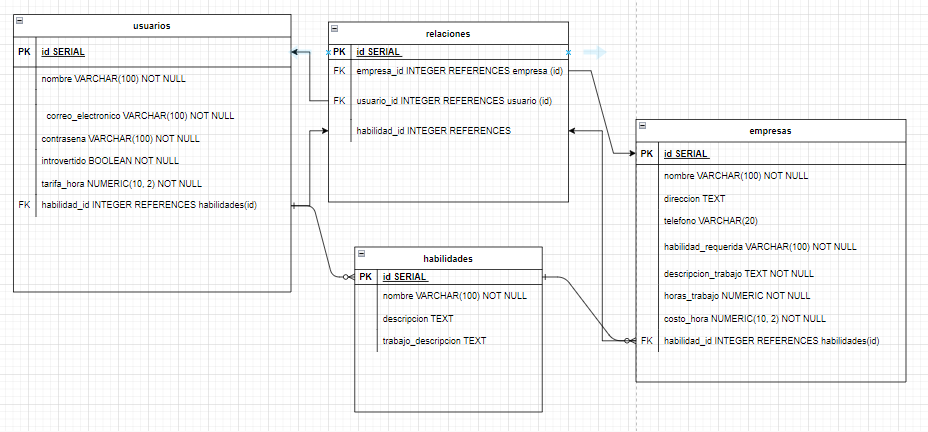 usuarios
PK id SERIAL
nombre VARCHAR(100) NOT NULL
correo_electronico VARCHAR(100) NOT NULL
contrasena VARCHAR(100) NOT NULL
introvertido BOOLEAN NOT NULL
tarifa_hora NUMERIC(10, 2) NOT NULL
FK habilidad_id INTEGER REFERENCES habilidades(id)
relaciones
PK id SERIAL
FK empresa_id INTEGER REFERENCES empresa (id)
FK usuario_id INTEGER REFERENCES usuario (id)
habilidad_id INTEGER REFERENCES
habilidades
PK id SERIAL
nombre VARCHAR(100) NOT NULL
descripcion TEXT
trabajo_descripcion TEXT
empresas
PK id SERIAL
nombre VARCHAR(100) NOT NULL
direccion TEXT
telefono VARCHAR(20)
habilidad_requerida VARCHAR(100) NOT NULL
descripcion_trabajo TEXT NOT NULL
horas_trabajo NUMERIC NOT NULL
costo_hora NUMERIC(10, 2) NOT NULL
FK habilidad_id INTEGER REFERENCES habilidades(id)